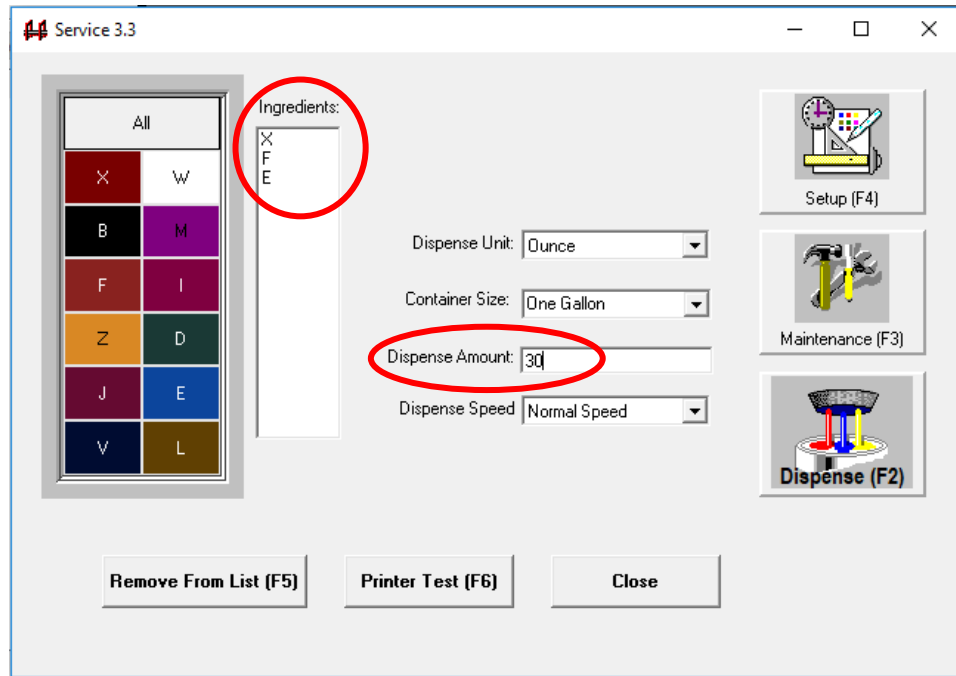 Service 3.3
All
X W
B M
F I
Z D
J E
V L
Ingredients:
X
F
E
Dispense Unit: Ounce
Container Size: One Gallon
Dispense Amount: 30
Dispense Speed Normal Speed
Setup (F4)
Maintenance (F3)
Dispense (F2)
Remove From List (F5) Printer Test (F6) Close